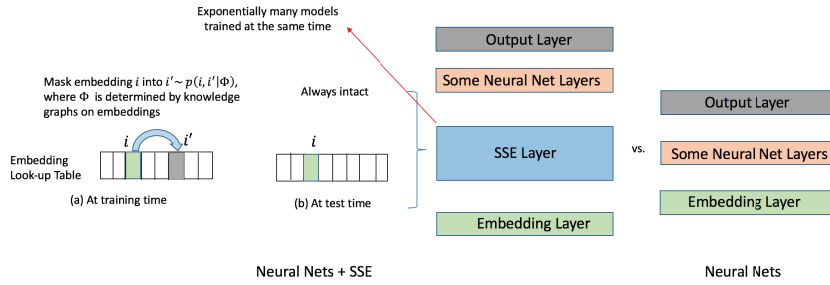 Exponentially many models
trained at the same time
Output Layer
Some Neural Net Layers
Mask embedding i into i′~ p(i, i′|Φ),
where Φ is determined by knowledge
graphs on embeddings
Always intact
i
i′
i
Embedding
Look-up Table
(a) At training time
(b) At test time
SSE Layer
Embedding Layer
vs.
Output Layer
Some Neural Net Layers
Embedding Layer
Neural Nets + SSE
Neural Nets